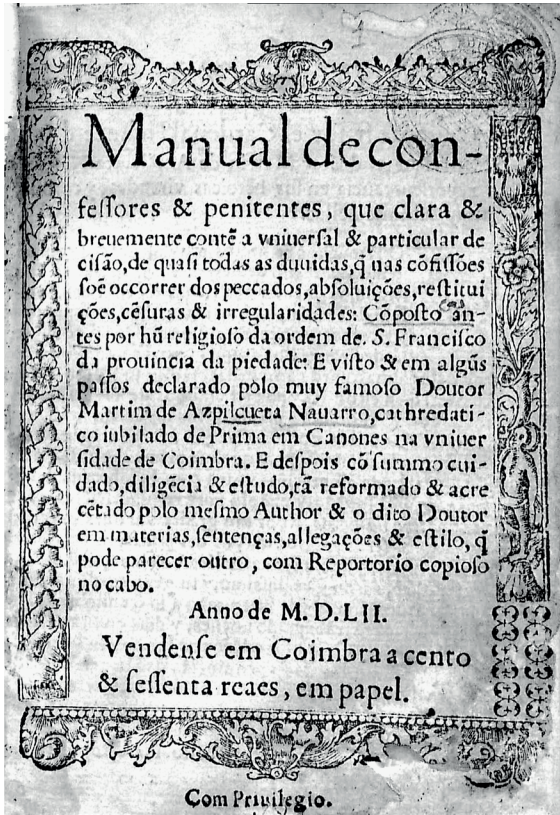 Manual de con-
feſſores & penitentes, que clara &
breuemente contẽ a vniuerſal & particular de
ciſão, de quaſi todas as duuidas, q̃ nas cõfiſſões
ſoẽ occorrer dos peccados, abſoluições, reſtitui
ções, cẽſuras & irregularidades: Cõpoſto an-
tes por hũ religioſo da ordem de. S. Franciſco
da prouincia da piedade: E viſto & em algũs
paſſos declarado polo muy famoſo Doutor
Martim de Azpilcueta Nauarro, cathredati-
co iubilado de Prima em Canones na vniuer
ſidade de Coimbra. E deſpois cõ ſummo cui-
dado, diligẽcia & eſtudo, tã reformado & acre
cẽtado polo meſmo Author & o dito Doutor
em materias, ſentenças, allegações & eſtilo, q̃
pode parecer outro, com Reportorio copioſo
no cabo.
Anno de M. D. LII.
Vendenſe em Coimbra a cento
& ſeſſenta reaes, em papel.
Com Priuilegio.